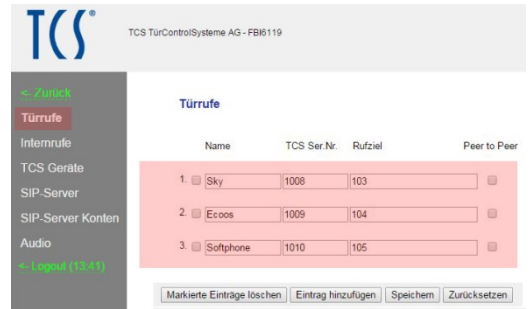 TCS®
TCS TürControlSysteme AG - FBI6119
<- Zurück
Türrufe
Internrufe
TCS Geräte
SIP-Server
SIP-Server Konten
Audio
<- Logout (13:41)
Türrufe
Name TCS Ser.Nr. Rufziel Peer to Peer
1. Sky 1008 103
2. Ecoos 1009 104
3. Softphone 1010 105
Markierte Einträge löschen Eintrag hinzufügen Speichern Zurücksetzen